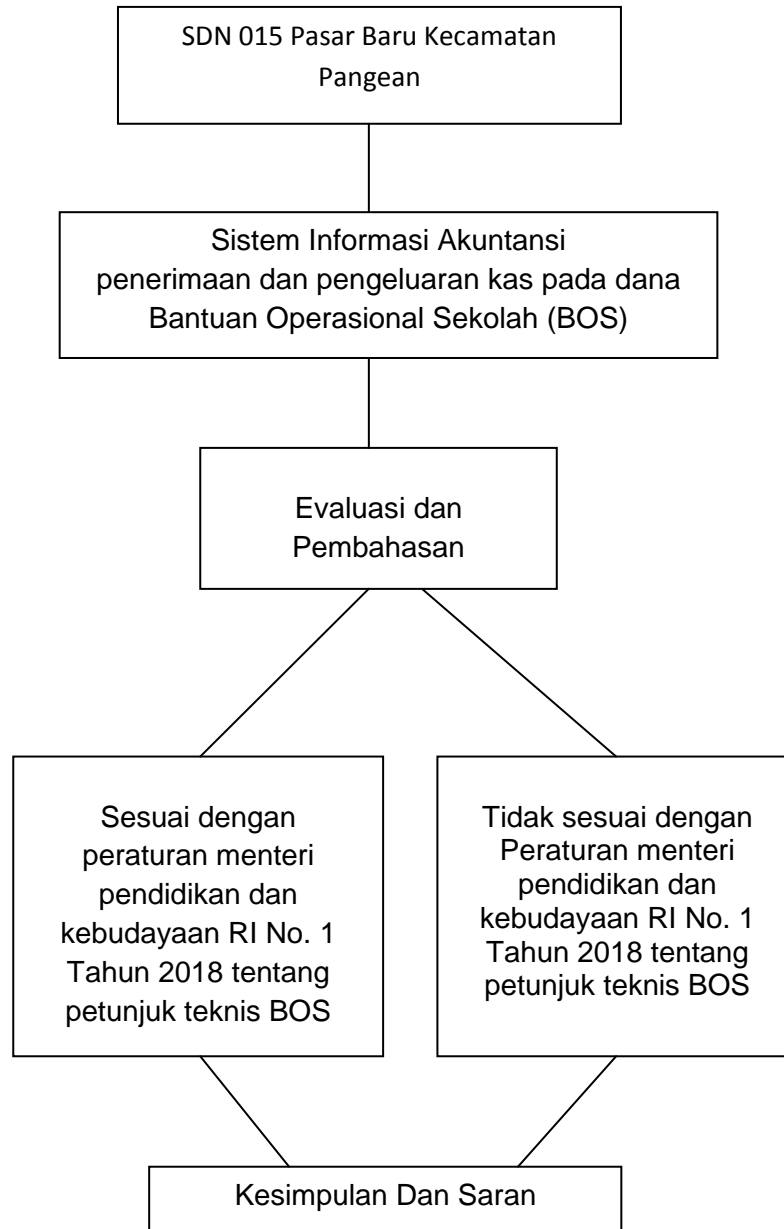 SDN 015 Pasar Baru Kecamatan
Pangean
Sistem Informasi Akuntansi
penerimaan dan pengeluaran kas pada dana
Bantuan Operasional Sekolah (BOS)
Evaluasi dan
Pembahasan
Sesuai dengan
peraturan menteri
pendidikan dan
kebudayaan RI No. 1
Tahun 2018 tentang
petunjuk teknis BOS
Tidak sesuai dengan
Peraturan menteri
pendidikan dan
kebudayaan RI No. 1
Tahun 2018 tentang
petunjuk teknis BOS
Kesimpulan Dan Saran